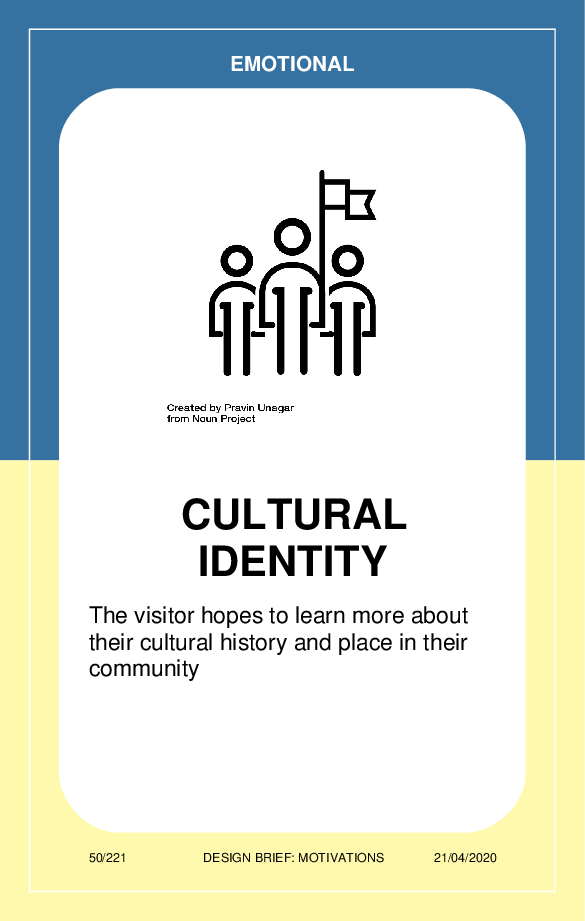 EMOTIONAL
Created by Pravin Unagar
from Noun Project
CULTURAL
IDENTITY
The visitor hopes to learn more about
their cultural history and place in their
community
50/221 DESIGN BRIEF: MOTIVATIONS 21/04/2020